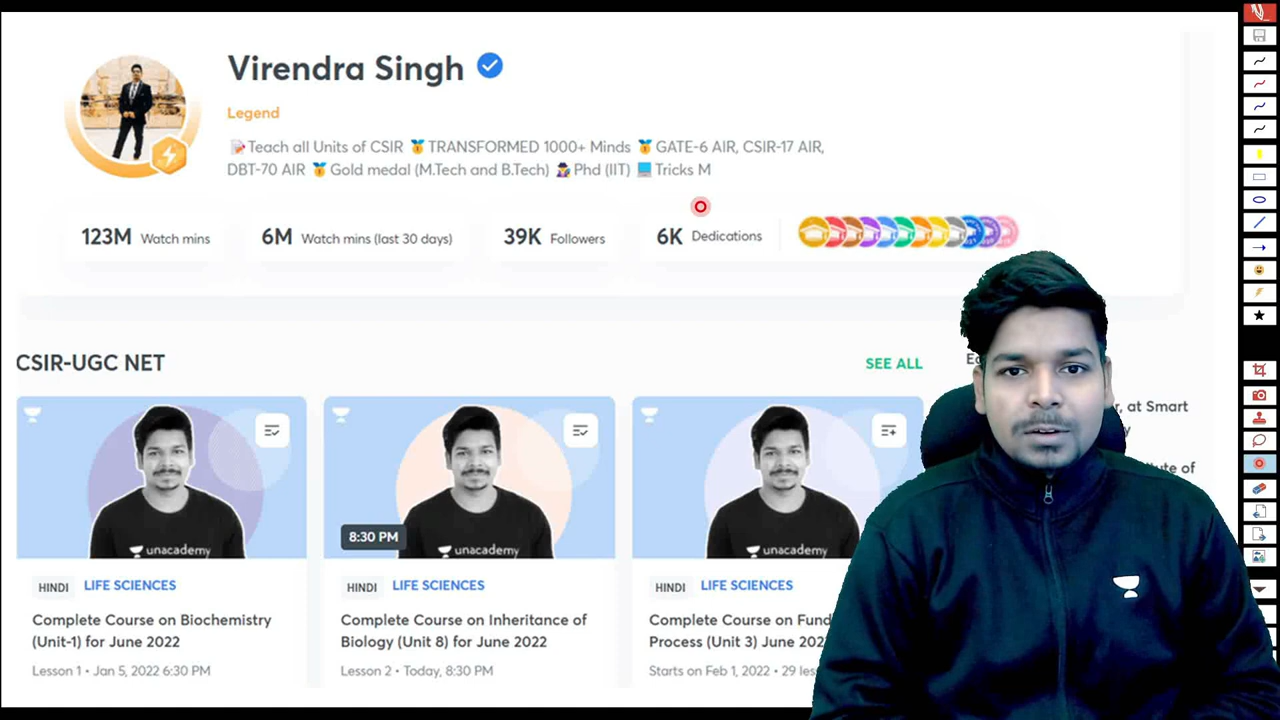 Virendra Singh
Legend
Teach all Units of CSIR 🥇TRANSFORMED 1000+ Minds 🥇GATE-6 AIR, CSIR-17 AIR,
DBT-70 AIR 🥇Gold medal (M.Tech and B.Tech) Phd (IIT) Tricks M
123M Watch mins 6M Watch mins (last 30 days) 39K Followers 6K Dedications
CSIR-UGC NET SEE ALL
at Smart
of
unacademy unacademy unacademy
8:30 PM
HINDI LIFE SCIENCES HINDI LIFE SCIENCES HINDI LIFE SCIENCES
Complete Course on Biochemistry
(Unit-1) for June 2022
Lesson 1 • Jan 5, 2022 6:30 PM
Complete Course on Inheritance of
Biology (Unit 8) for June 2022
Lesson 2 • Today, 8:30 PM
Complete Course on
Process (Unit 3) June
Starts on Feb 1, 2022 • 29